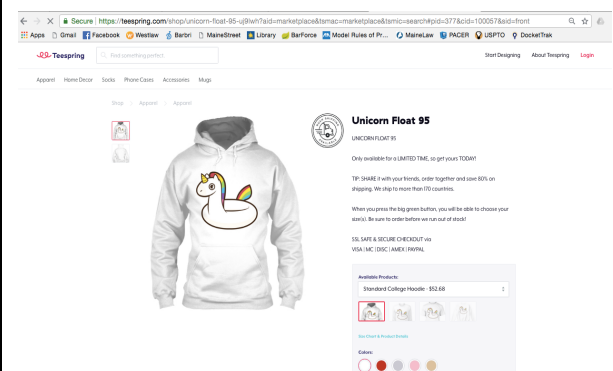 Secure | https://teespring.com/shop/unicorn-float-95-uj9iwh?aid=marketplace&tsmac=marketplace&tsmic=search#pid=377&cid=100057&sid=front
Apps Gmail Facebook Westlaw Barbri MaineStreet Library BarForce Model Rules of Pr... MaineLaw PACER USPTO DocketTrak
Teespring Find something perfect Start Designing About Teespring Login
Apparel Home Decor Socks Phone Cases Accessories Mugs
Shop / Apparel / Apparel
Unicorn Float 95
UNICORN FLOAT 95
Only available for a LIMITED TIME, so get yours TODAY!
TIP: SHARE it with your friends, order together and save 80% on
shipping. We ship to more than 170 countries.
When you press the big green button, you will be able to choose your
size(s). Be sure to order before we run out of stock!
SSL SAFE & SECURE CHECKOUT via
VISA | MC | DISC | AMEX | PAYPAL
Available Products:
Standard College Hoodie - $52.68
Size Chart & Product Details
Colors: